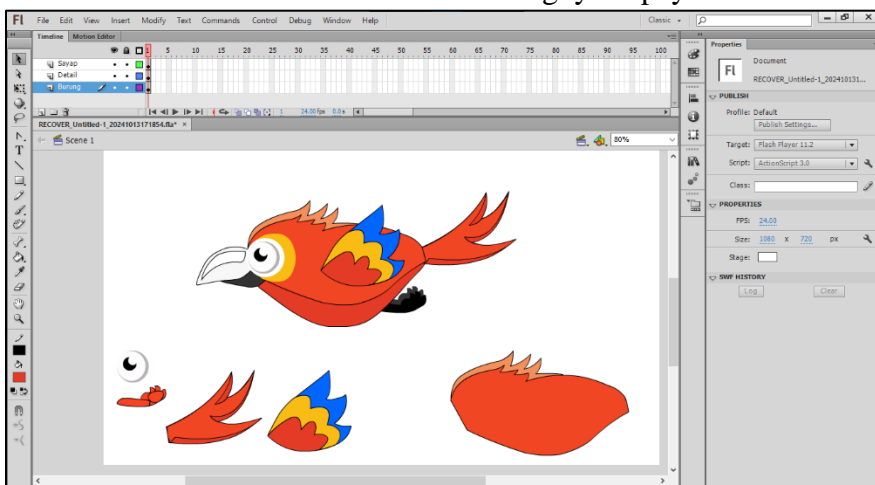 Fl File Edit View Insert Modify Text Commands Control Debug Window Help Classic
Timeline Motion Editor
1 5 10 15 20 25 30 35 40 45 50 55 60 65 70 75 80 85 90 95 100
Sayap
Detail
Burung
1 24.00 fps 0.0 s
RECOVER_Untitled-1_20241013171854.fla* ×
Scene 1 80%
Properties
Fl Document
RECOVER_Untitled-1_202410131...
PUBLISH
Profile: Default
Publish Settings...
Target: Flash Player 11.2
Script: ActionScript 3.0
Class:
PROPERTIES
FPS: 24.00
Size: 1080 x 720 px
Stage:
SWF HISTORY
Log Clear